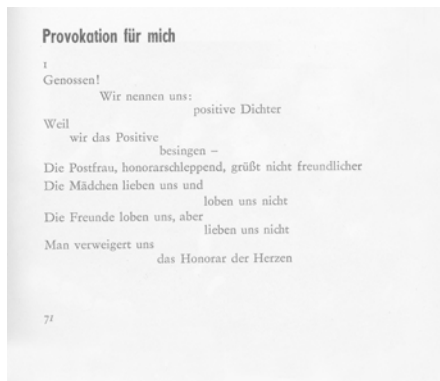 Provokation für mich
1
Genossen!
Wir nennen uns:
positive Dichter
Weil
wir das Positive
besingen –
Die Postfrau, honorarschleppend, grüßt nicht freundlicher
Die Mädchen lieben uns und
loben uns nicht
Die Freunde loben uns, aber
lieben uns nicht
Man verweigert uns
das Honorar der Herzen
71